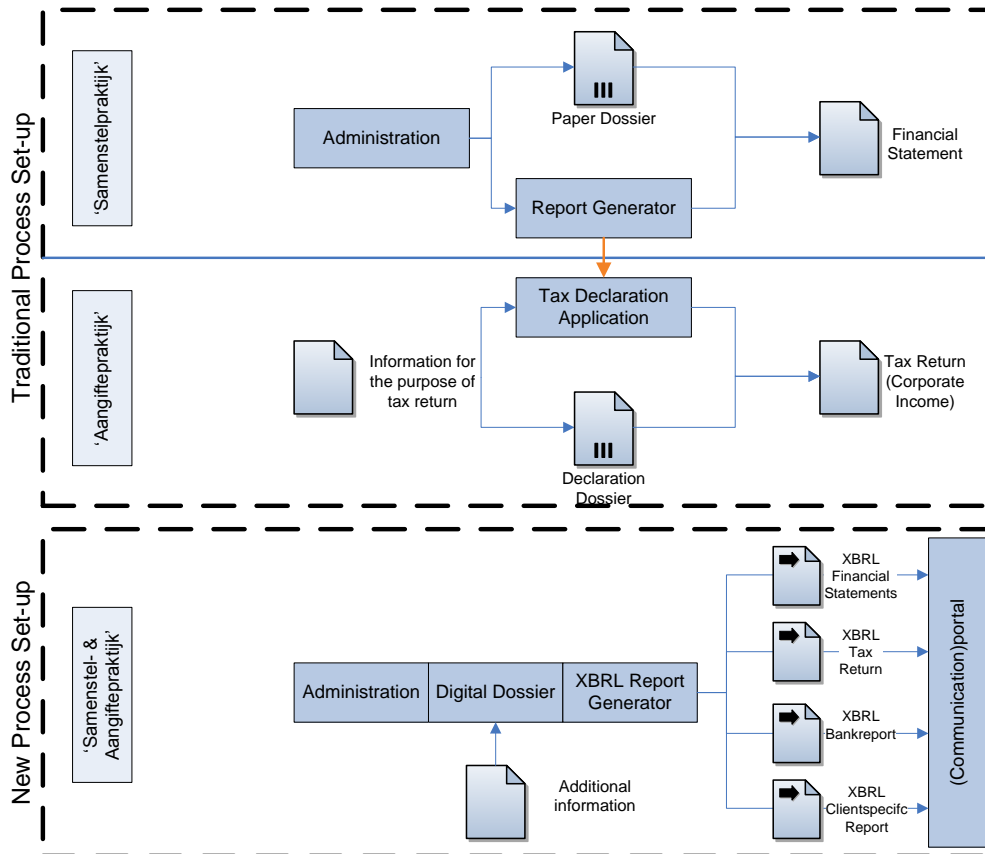 Traditional Process Set-up
'Samenstelpraktijk'
Administration
Paper Dossier
Report Generator
Financial
Statement
'Aangiftepraktijk'
Information for
the purpose of
tax return
Tax Declaration
Application
Declaration
Dossier
Tax Return
(Corporate
Income)
New Process Set-up
'Samenstel- &
Aangiftepraktijk'
Administration
Digital Dossier
XBRL Report
Generator
Additional
information
XBRL
Financial
Statements
XBRL
Tax
Return
XBRL
Bankreport
XBRL
Clientspecifc
Report
(Communication)portal